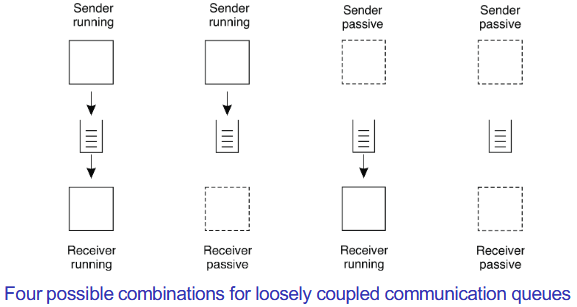 Sender
running
Sender
running
Sender
passive
Sender
passive
Receiver
running
Receiver
passive
Receiver
running
Receiver
passive
Four possible combinations for loosely coupled communication queues